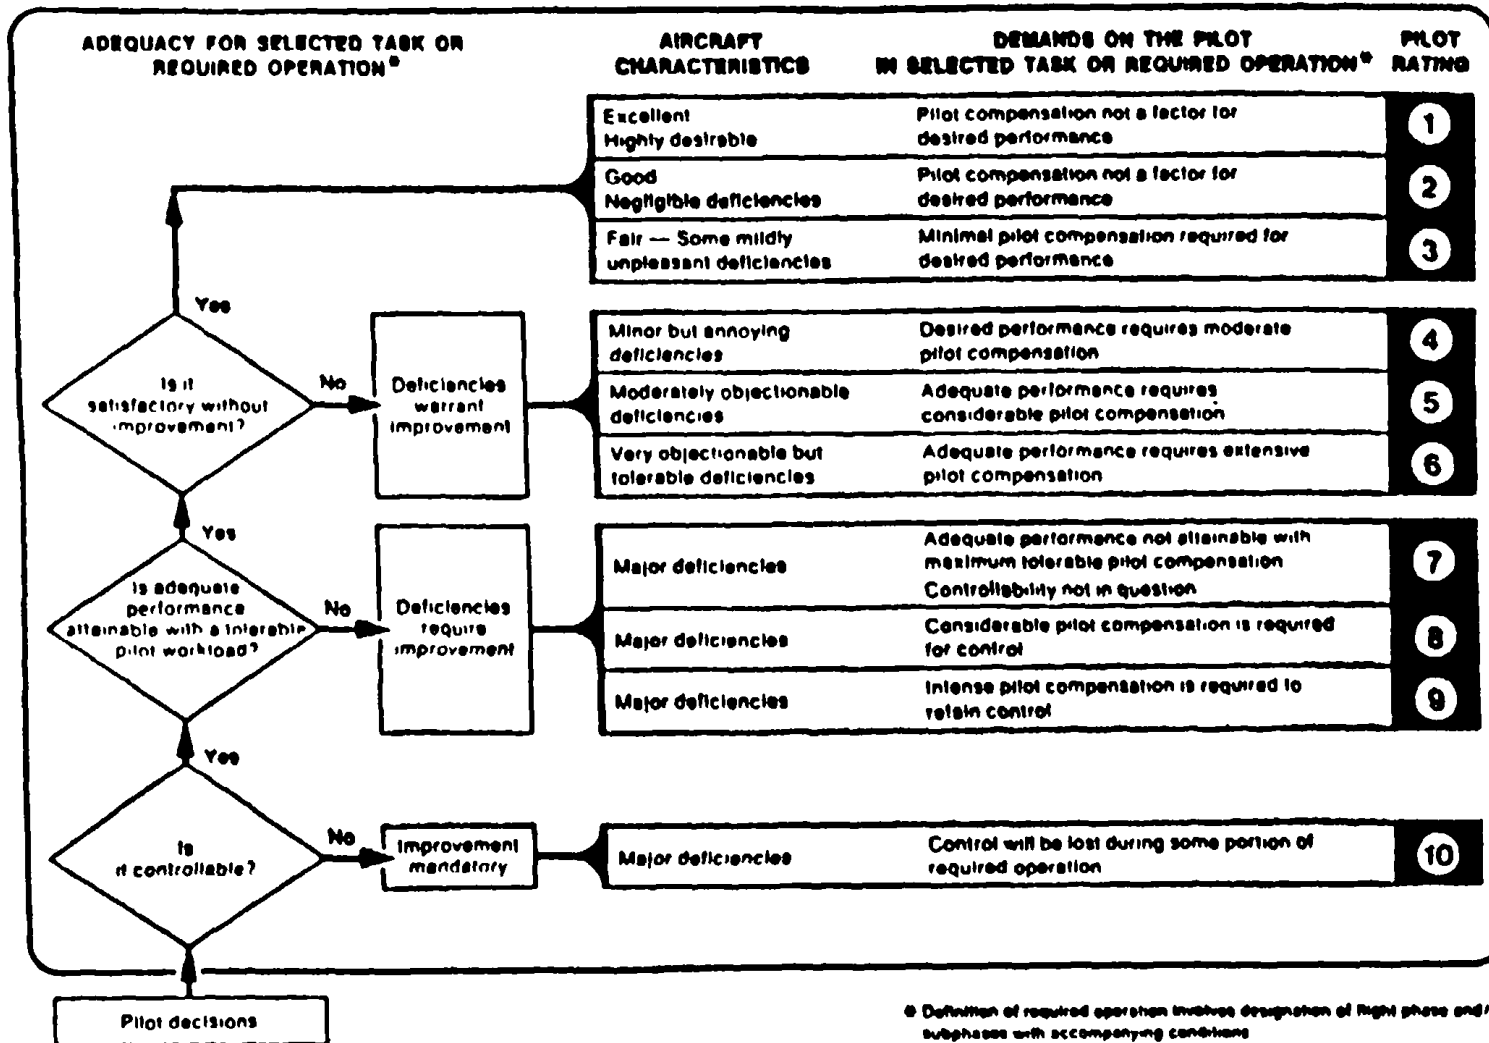 ADEQUACY FOR SELECTED TASK OR
REQUIRED OPERATION*
AIRCRAFT
CHARACTERISTICS
DEMANDS ON THE PILOT
IN SELECTED TASK OR REQUIRED OPERATION*
PILOT
RATING
Excellent
Highly desirable
Pilot compensation not a factor for
desired performance
1
Good
Negligible deficiencies
Pilot compensation not a factor for
desired performance
2
Fair — Some mildly
unpleasant deficiencies
Minimal pilot compensation required for
desired performance
3
Yes
Is it
satisfactory without
improvement?
No
Deficiencies
warrant
improvement
Minor but annoying
deficiencies
Desired performance requires moderate
pilot compensation
4
Moderately objectionable
deficiencies
Adequate performance requires
considerable pilot compensation
5
Very objectionable but
tolerable deficiencies
Adequate performance requires extensive
pilot compensation
6
Yes
Is adequate
performance
attainable with a tolerable
pilot workload?
No
Deficiencies
require
improvement
Major deficiencies
Adequate performance not attainable with
maximum tolerable pilot compensation
Controllability not in question
7
Major deficiencies
Considerable pilot compensation is required
for control
8
Major deficiencies
Intense pilot compensation is required to
retain control
9
Yes
Is
it controllable?
No
Improvement
mandatory
Major deficiencies
Control will be lost during some portion of
required operation
10
Pilot decisions
* Definition of required operation involves designation of flight phase and/
subphases with accompanying conditions